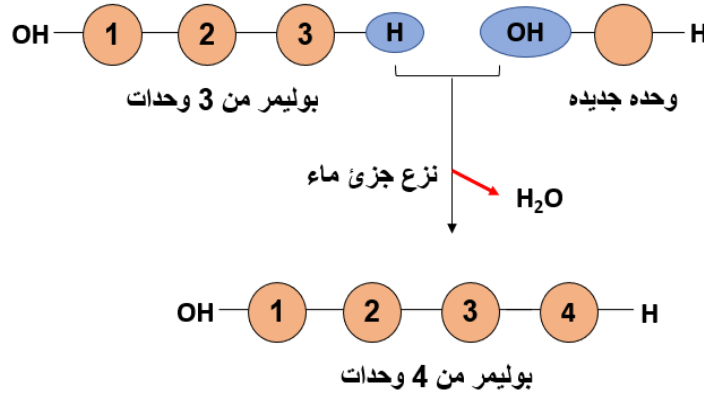 OH 1 2 3 H OH H
بوليمر من 3 وحدات
وحده جديده
نزع جزئ ماء
H₂O
OH 1 2 3 4 H
بوليمر من 4 وحدات